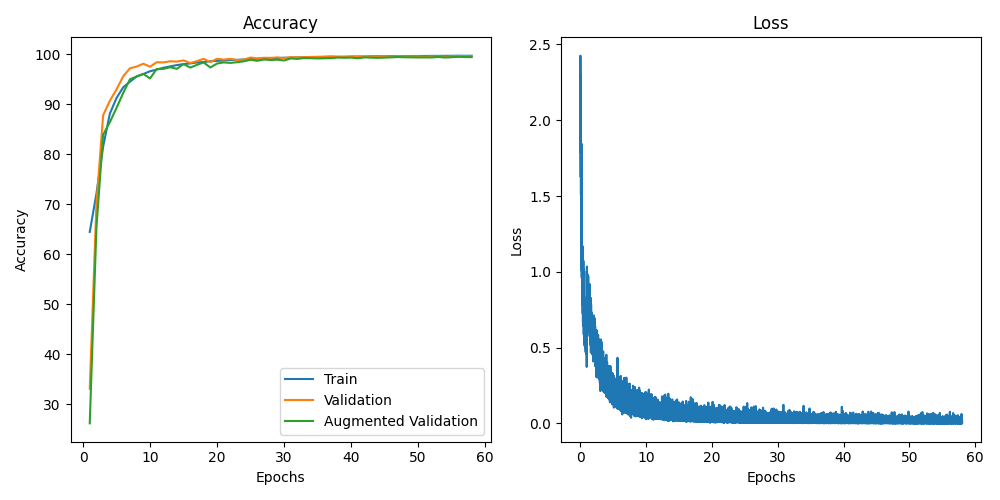 Accuracy
100
90
80
70
60
50
40
30
Accuracy
0 10 20 30 40 50 60
Epochs
Train
Validation
Augmented Validation
Loss
2.5
2.0
1.5
1.0
0.5
0.0
Loss
0 10 20 30 40 50 60
Epochs